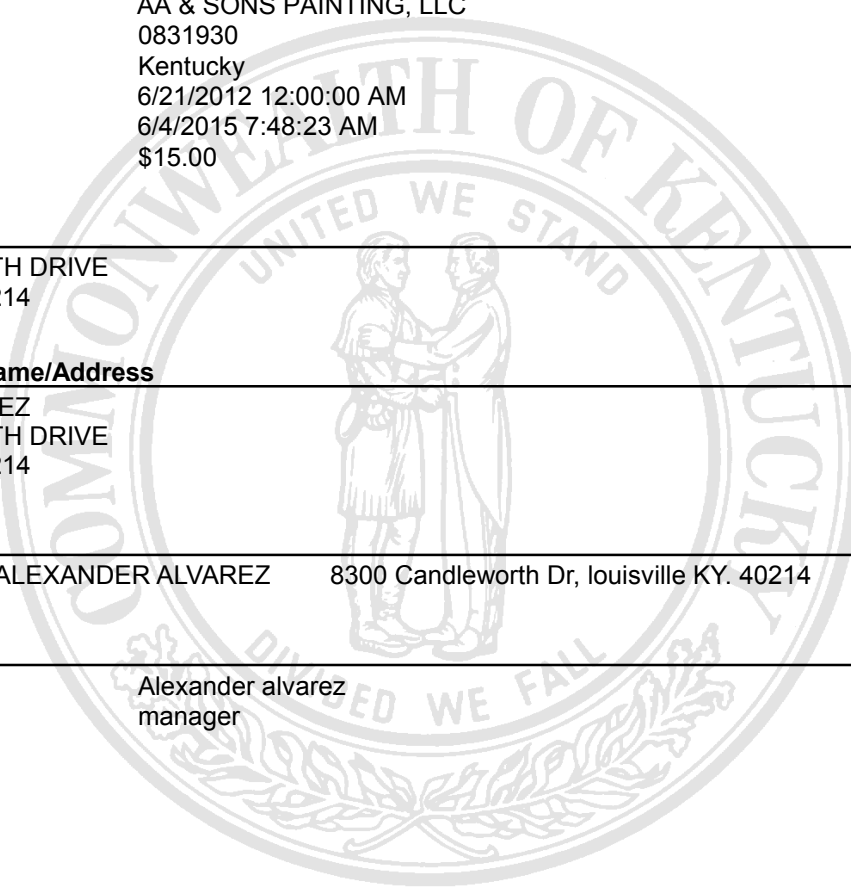 AA & SONS PAINTING, LLC
0831930
Kentucky
6/21/2012 12:00:00 AM
6/4/2015 7:48:23 AM
$15.00
TH DRIVE
214
ame/Address
EZ
TH DRIVE
214
ALEXANDER ALVAREZ 8300 Candleworth Dr, louisville KY. 40214
Alexander alvarez
manager
COMMONWEALTH OF KENTUCKY
UNITED WE STAND
DIVIDED WE FALL